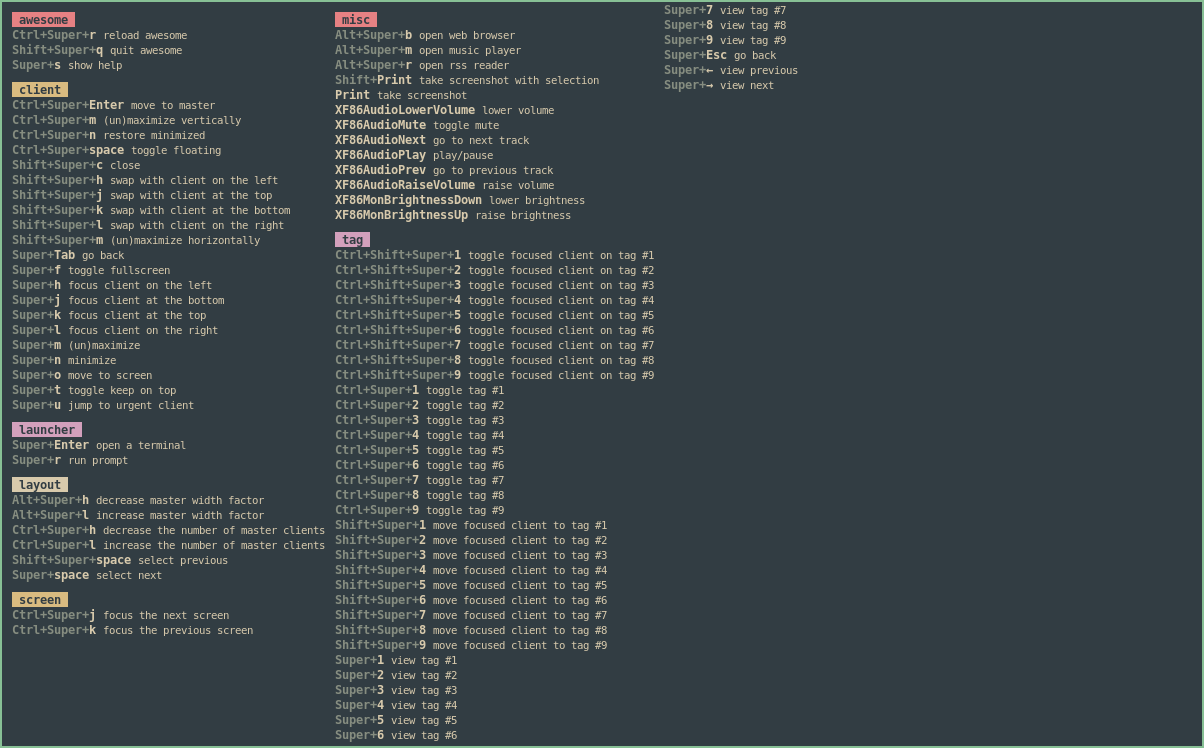 awesome
Ctrl+Super+r reload awesome
Shift+Super+q quit awesome
Super+s show help
client
Ctrl+Super+Enter move to master
Ctrl+Super+m (un)maximize vertically
Ctrl+Super+n restore minimized
Ctrl+Super+space toggle floating
Shift+Super+c close
Shift+Super+h swap with client on the left
Shift+Super+j swap with client at the top
Shift+Super+k swap with client at the bottom
Shift+Super+l swap with client on the right
Shift+Super+m (un)maximize horizontally
Super+Tab go back
Super+f toggle fullscreen
Super+h focus client on the left
Super+j focus client at the bottom
Super+k focus client at the top
Super+l focus client on the right
Super+m (un)maximize
Super+n minimize
Super+o move to screen
Super+t toggle keep on top
Super+u jump to urgent client
launcher
Super+Enter open a terminal
Super+r run prompt
layout
Alt+Super+h decrease master width factor
Alt+Super+l increase master width factor
Ctrl+Super+h decrease the number of master clients
Ctrl+Super+l increase the number of master clients
Shift+Super+space select previous
Super+space select next
screen
Ctrl+Super+j focus the next screen
Ctrl+Super+k focus the previous screen
misc
Alt+Super+b open web browser
Alt+Super+m open music player
Alt+Super+r open rss reader
Shift+Print take screenshot with selection
Print take screenshot
XF86AudioLowerVolume lower volume
XF86AudioMute toggle mute
XF86AudioNext go to next track
XF86AudioPlay play/pause
XF86AudioPrev go to previous track
XF86AudioRaiseVolume raise volume
XF86MonBrightnessDown lower brightness
XF86MonBrightnessUp raise brightness
tag
Ctrl+Shift+Super+1 toggle focused client on tag #1
Ctrl+Shift+Super+2 toggle focused client on tag #2
Ctrl+Shift+Super+3 toggle focused client on tag #3
Ctrl+Shift+Super+4 toggle focused client on tag #4
Ctrl+Shift+Super+5 toggle focused client on tag #5
Ctrl+Shift+Super+6 toggle focused client on tag #6
Ctrl+Shift+Super+7 toggle focused client on tag #7
Ctrl+Shift+Super+8 toggle focused client on tag #8
Ctrl+Shift+Super+9 toggle focused client on tag #9
Ctrl+Super+1 toggle tag #1
Ctrl+Super+2 toggle tag #2
Ctrl+Super+3 toggle tag #3
Ctrl+Super+4 toggle tag #4
Ctrl+Super+5 toggle tag #5
Ctrl+Super+6 toggle tag #6
Ctrl+Super+7 toggle tag #7
Ctrl+Super+8 toggle tag #8
Ctrl+Super+9 toggle tag #9
Shift+Super+1 move focused client to tag #1
Shift+Super+2 move focused client to tag #2
Shift+Super+3 move focused client to tag #3
Shift+Super+4 move focused client to tag #4
Shift+Super+5 move focused client to tag #5
Shift+Super+6 move focused client to tag #6
Shift+Super+7 move focused client to tag #7
Shift+Super+8 move focused client to tag #8
Shift+Super+9 move focused client to tag #9
Super+1 view tag #1
Super+2 view tag #2
Super+3 view tag #3
Super+4 view tag #4
Super+5 view tag #5
Super+6 view tag #6
Super+7 view tag #7
Super+8 view tag #8
Super+9 view tag #9
Super+Esc go back
Super+← view previous
Super+→ view next